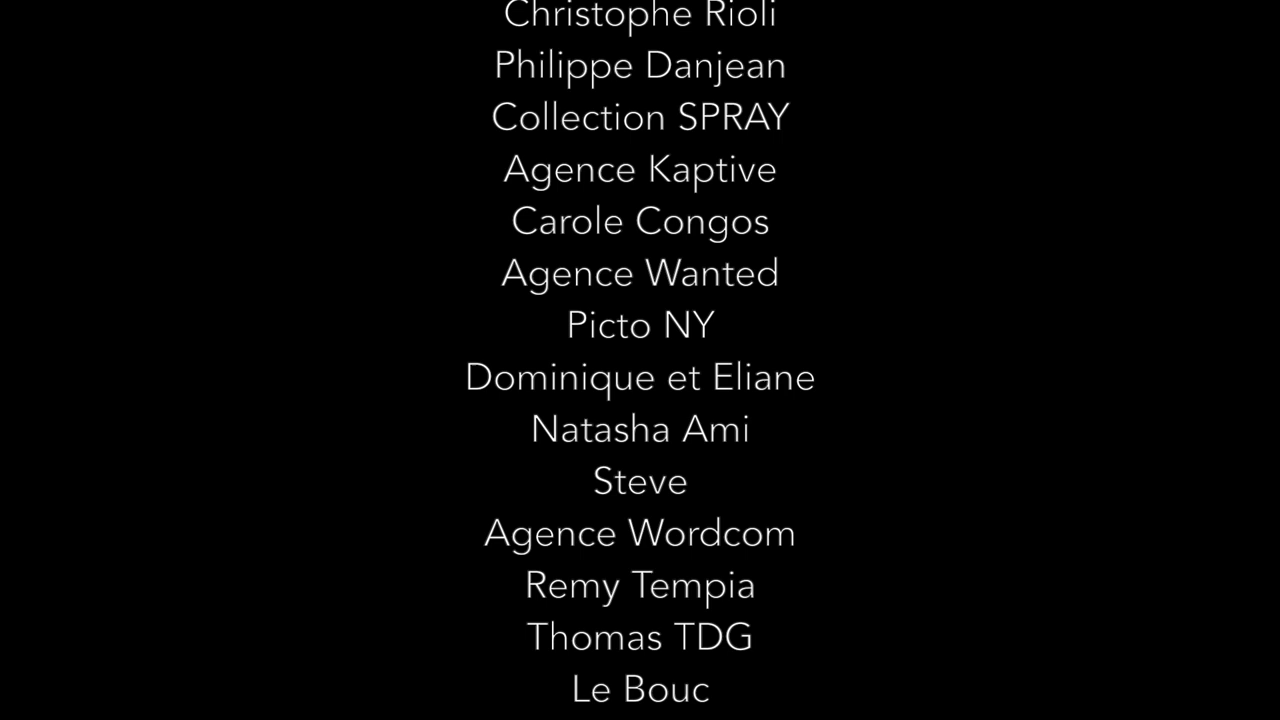 Christophe Rioli
Philippe Danjean
Collection SPRAY
Agence Kaptive
Carole Congos
Agence Wanted
Picto NY
Dominique et Eliane
Natasha Ami
Steve
Agence Wordcom
Remy Tempia
Thomas TDG
Le Bouc